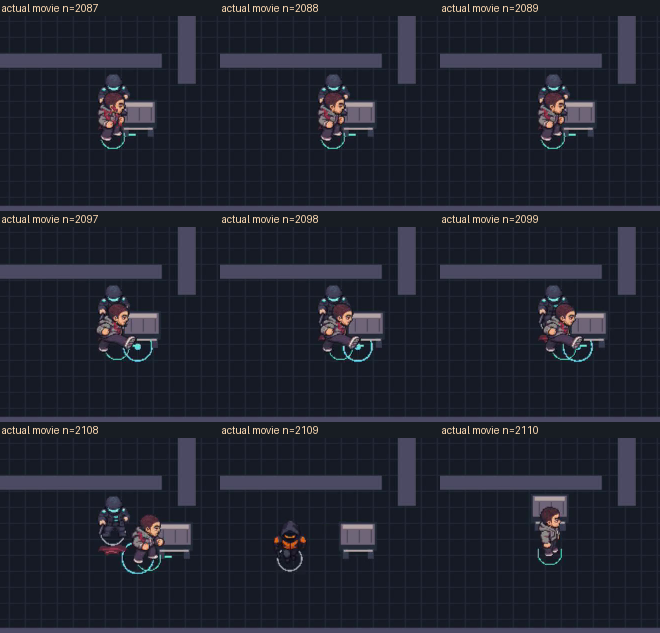 actual movie n=2087
actual movie n=2088
actual movie n=2089
actual movie n=2097
actual movie n=2098
actual movie n=2099
actual movie n=2108
actual movie n=2109
actual movie n=2110